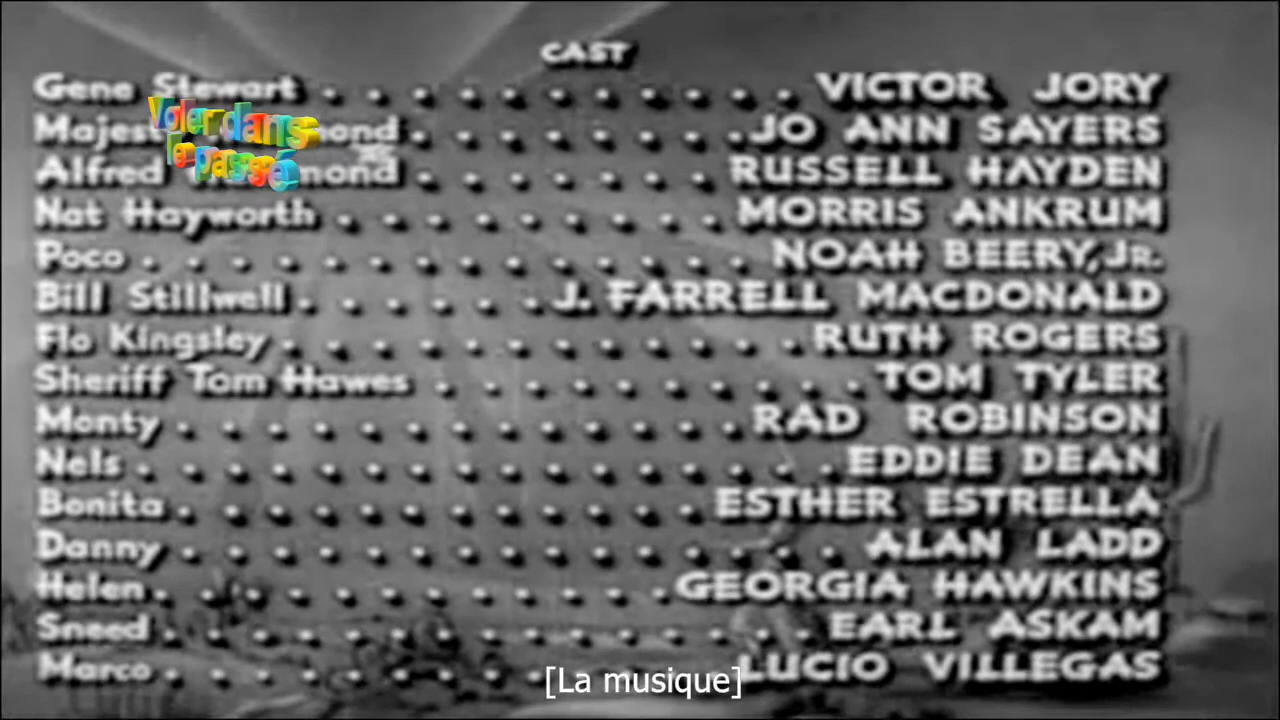 CAST
Gene Stewart . . . . . . . . . . . VICTOR JORY
Majest mond . . . . . . . . JO ANN SAYERS
Alfred mond . . . . . . . RUSSELL HAYDEN
Nat Hayworth . . . . . . . . . MORRIS ANKRUM
Poco . . . . . . . . . . . . . . NOAH BEERY, JR.
Bill Stillwell . . . . . . J. FARRELL MACDONALD
Flo Kingsley . . . . . . . . . . . . RUTH ROGERS
Sheriff Tom Hawes . . . . . . . . . . TOM TYLER
Monty . . . . . . . . . . . . . RAD ROBINSON
Nels . . . . . . . . . . . . . . . . EDDIE DEAN
Bonita . . . . . . . . . . . . ESTHER ESTRELLA
Danny . . . . . . . . . . . . . . . ALAN LADD
Helen . . . . . . . . . . . . GEORGIA HAWKINS
Sneed . . . . . . . . . . . . . . . EARL ASKAM
Marco . . . . . . . . . LUCIO VILLEGAS
Voler dans
le passé
[La musique]